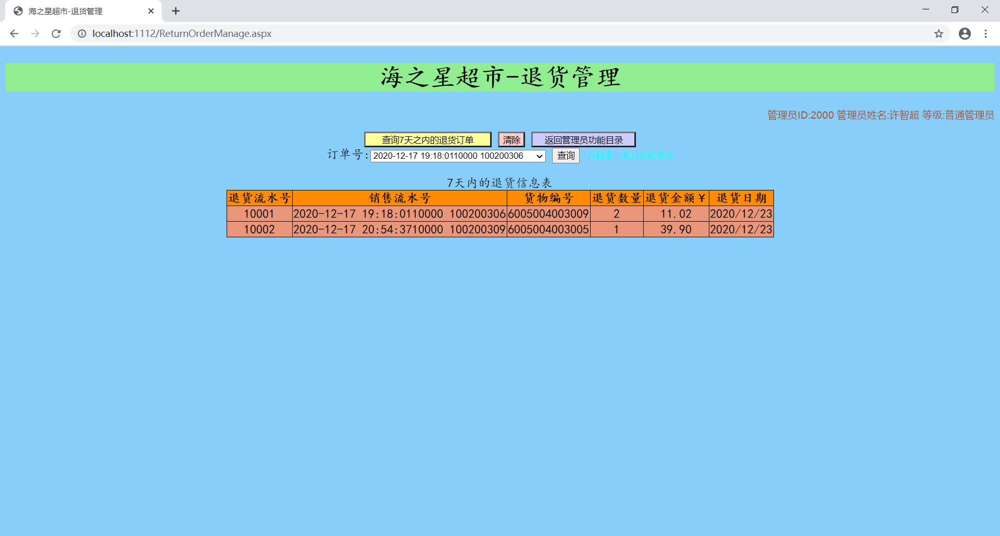 海之星超市-退货管理
localhost:1112/ReturnOrderManage.aspx
海之星超市-退货管理
管理员ID:2000 管理员姓名:许智超 等级:普通管理员
查询7天之内的退货订单 清除 返回管理员功能目录
订单号: 2020-12-17 19:18:0110000 100200306 查询 只能退一周以内的商品
7天内的退货信息表
退货流水号 销售流水号 货物编号 退货数量 退货金额￥ 退货日期
10001 2020-12-17 19:18:0110000 100200306 6005004003009 2 11.02 2020/12/23
10002 2020-12-17 20:54:3710000 100200309 6005004003005 1 39.90 2020/12/23